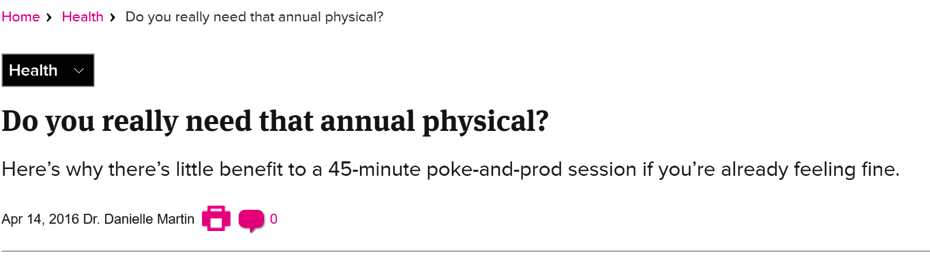 Home › Health › Do you really need that annual physical?
Health
Do you really need that annual physical?
Here's why there's little benefit to a 45-minute poke-and-prod session if you're already feeling fine.
Apr 14, 2016 Dr. Danielle Martin 0